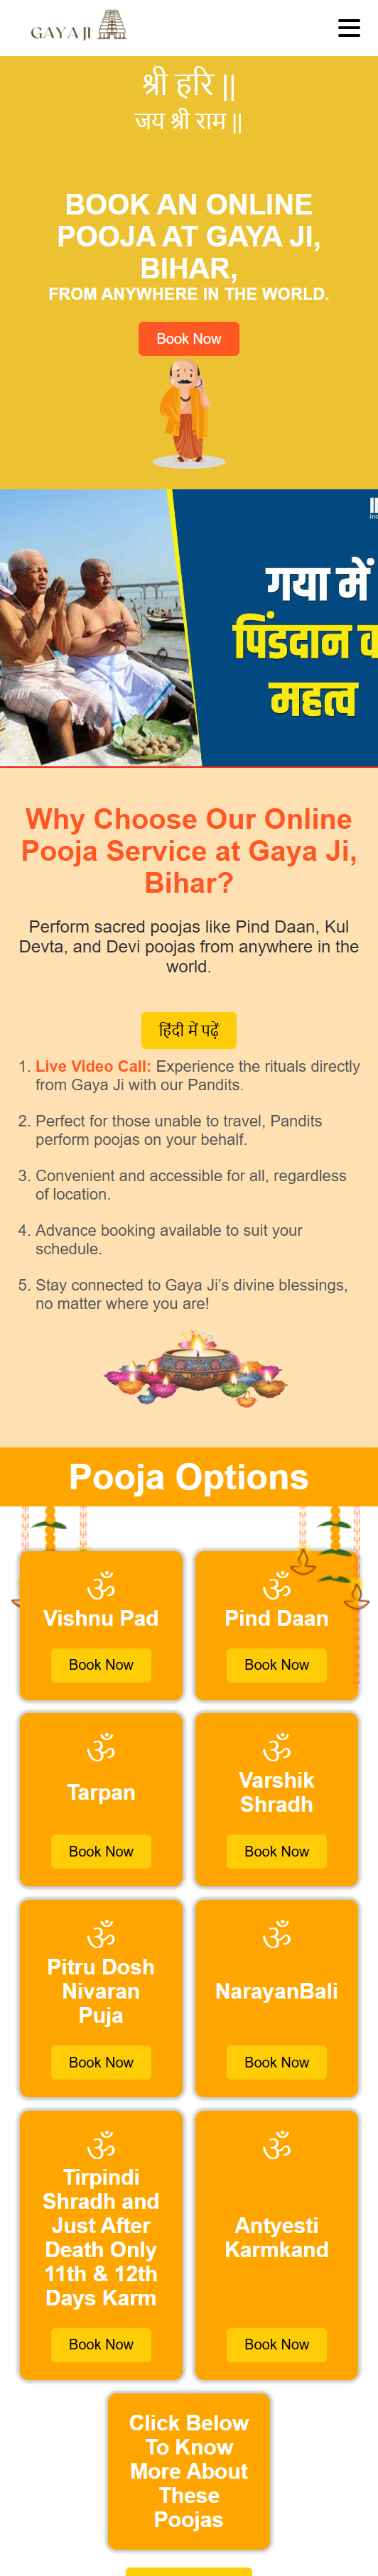 GAYA JI
श्री हरि ||
जय श्री राम ||
BOOK AN ONLINE
POOJA AT GAYA JI,
BIHAR,
FROM ANYWHERE IN THE WORLD.
Book Now
गया में
पिंडदान
महत्व
Why Choose Our Online
Pooja Service at Gaya Ji,
Bihar?
Perform sacred poojas like Pind Daan, Kul
Devta, and Devi poojas from anywhere in the
world.
हिंदी में पढ़ें
1. Live Video Call: Experience the rituals directly
from Gaya Ji with our Pandits.
2. Perfect for those unable to travel, Pandits
perform poojas on your behalf.
3. Convenient and accessible for all, regardless
of location.
4. Advance booking available to suit your
schedule.
5. Stay connected to Gaya Ji’s divine blessings,
no matter where you are!
Pooja Options
ॐ
Vishnu Pad
Book Now
ॐ
Pind Daan
Book Now
ॐ
Tarpan
Book Now
ॐ
Varshik
Shradh
Book Now
ॐ
Pitru Dosh
Nivaran
Puja
Book Now
ॐ
NarayanBali
Book Now
ॐ
Tirpindi
Shradh and
Just After
Death Only
11th & 12th
Days Karm
Book Now
ॐ
Antyesti
Karmkand
Book Now
Click Below
To Know
More About
These
Poojas